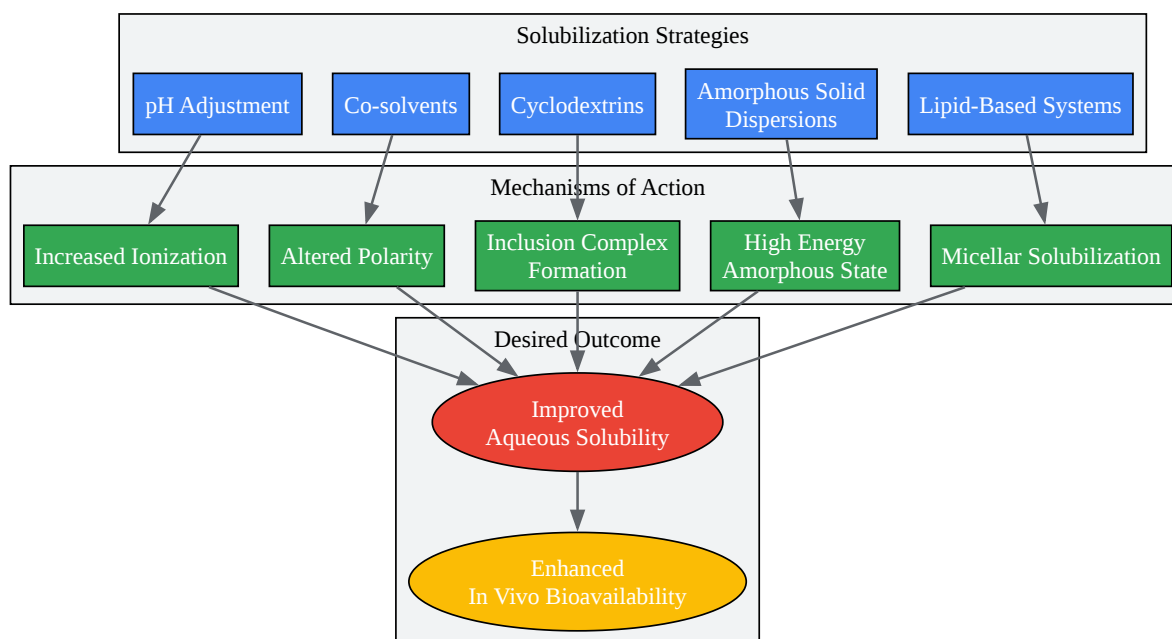 Solubilization Strategies
pH Adjustment
Co-solvents
Cyclodextrins
Amorphous Solid
Dispersions
Lipid-Based Systems
Mechanisms of Action
Increased Ionization
Altered Polarity
Inclusion Complex
Formation
High Energy
Amorphous State
Micellar Solubilization
Desired Outcome
Improved
Aqueous Solubility
Enhanced
In Vivo Bioavailability